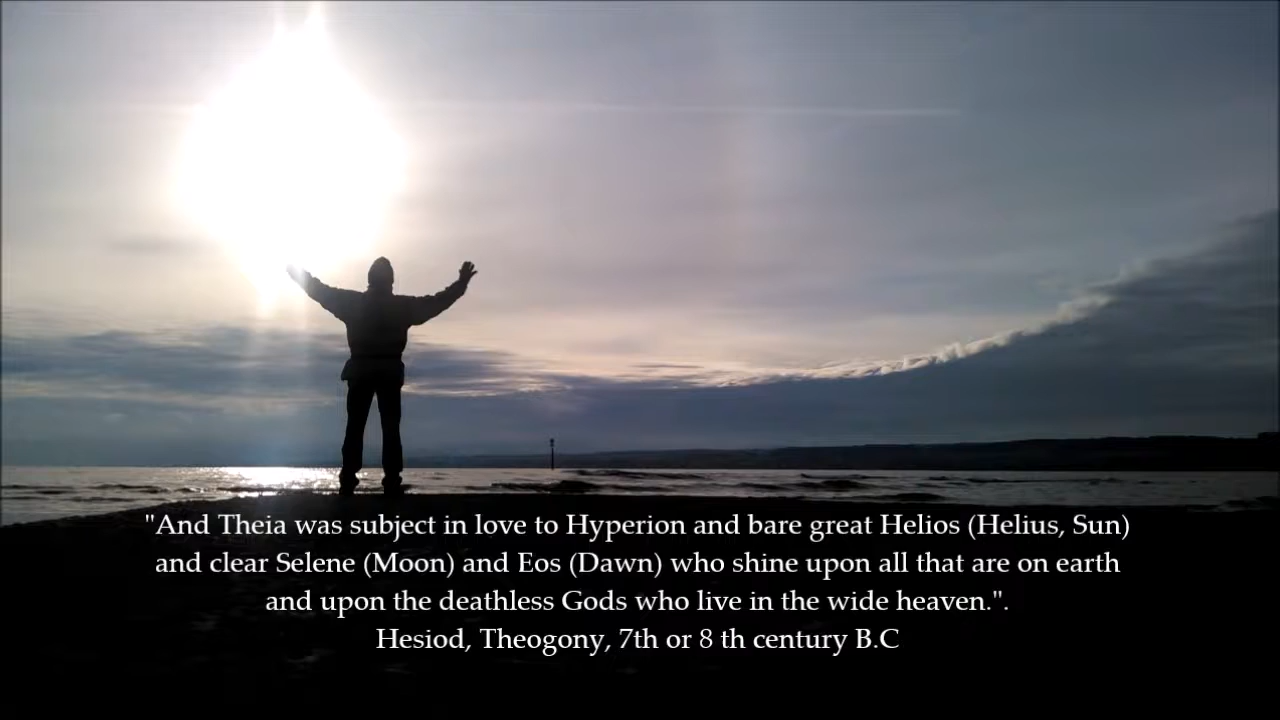 "And Theia was subject in love to Hyperion and bare great Helios (Helius, Sun)
and clear Selene (Moon) and Eos (Dawn) who shine upon all that are on earth
and upon the deathless Gods who live in the wide heaven.".
Hesiod, Theogony, 7th or 8 th century B.C